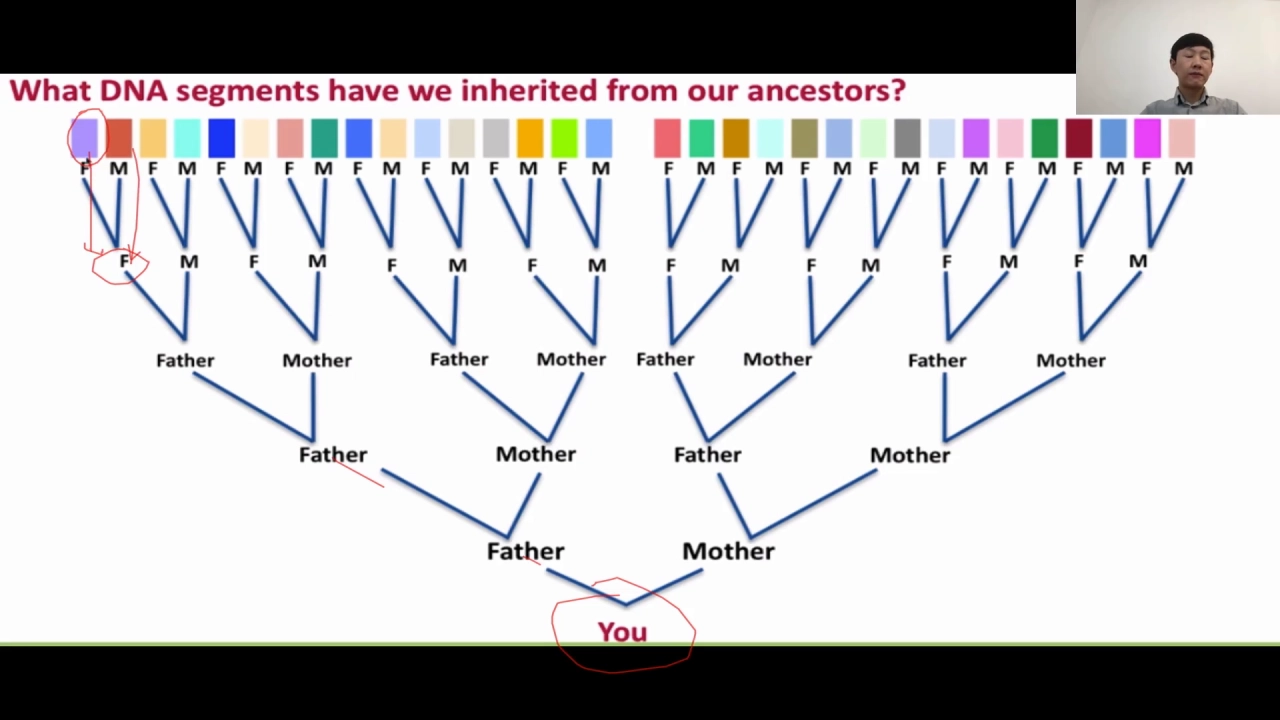 What DNA segments have we inherited from our ancestors?
F M F M F M F M F M F M F M F M F M F M F M F M F M F M F M F M
F M F M F M F M F M F M F M F M
Father Mother Father Mother Father Mother Father Mother
Father Mother Father Mother
Father Mother
You